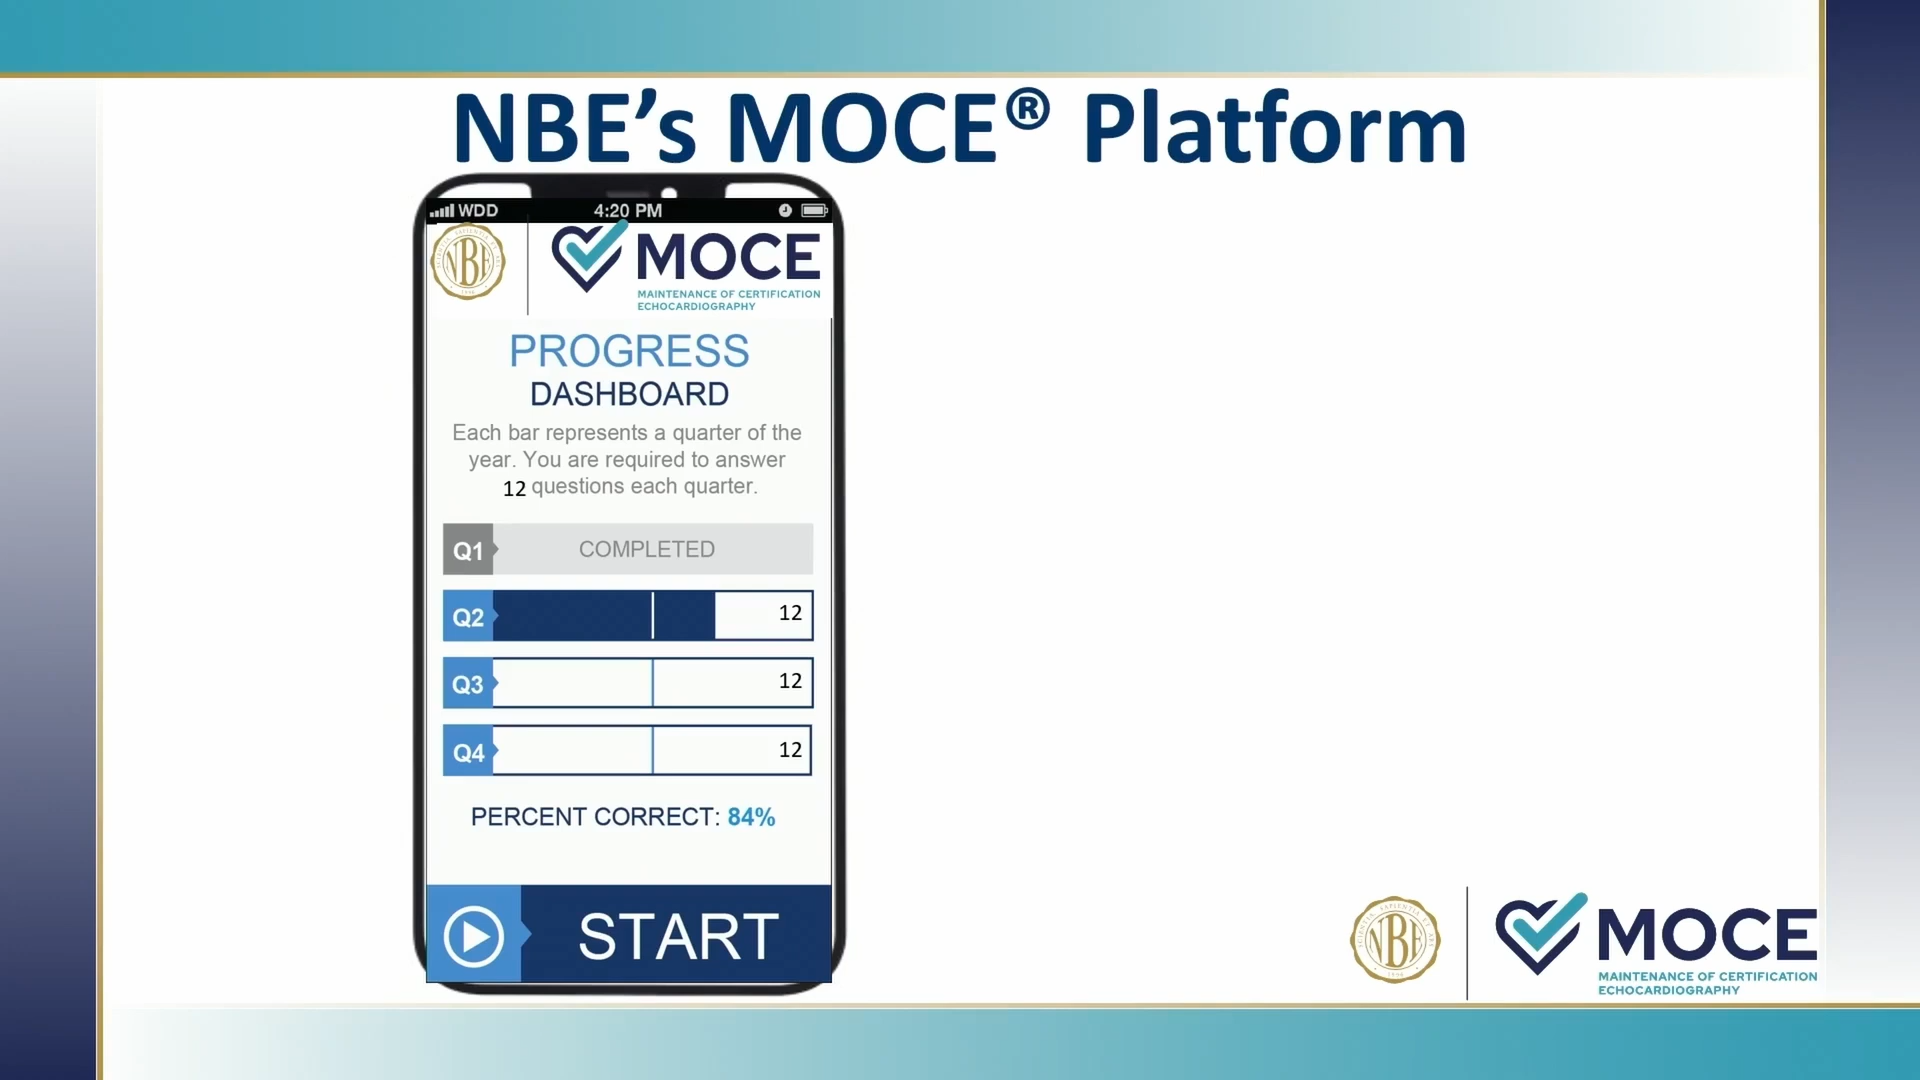 NBE's MOCE® Platform
WDD 4:20 PM
NBE
MOCE
MAINTENANCE OF CERTIFICATION
ECHOCARDIOGRAPHY
PROGRESS
DASHBOARD
Each bar represents a quarter of the
year. You are required to answer
12 questions each quarter.
Q1 COMPLETED
Q2 12
Q3 12
Q4 12
PERCENT CORRECT: 84%
START
NBE
MOCE
MAINTENANCE OF CERTIFICATION
ECHOCARDIOGRAPHY